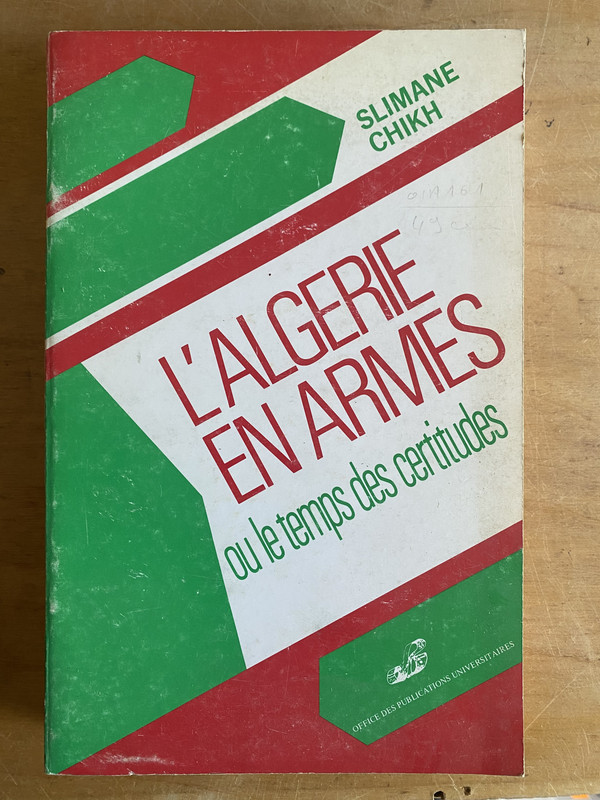 SLIMANE
CHIKH
L'ALGERIE
EN ARMES
ou le temps des certitudes
OFFICE DES PUBLICATIONS UNIVERSITAIRES